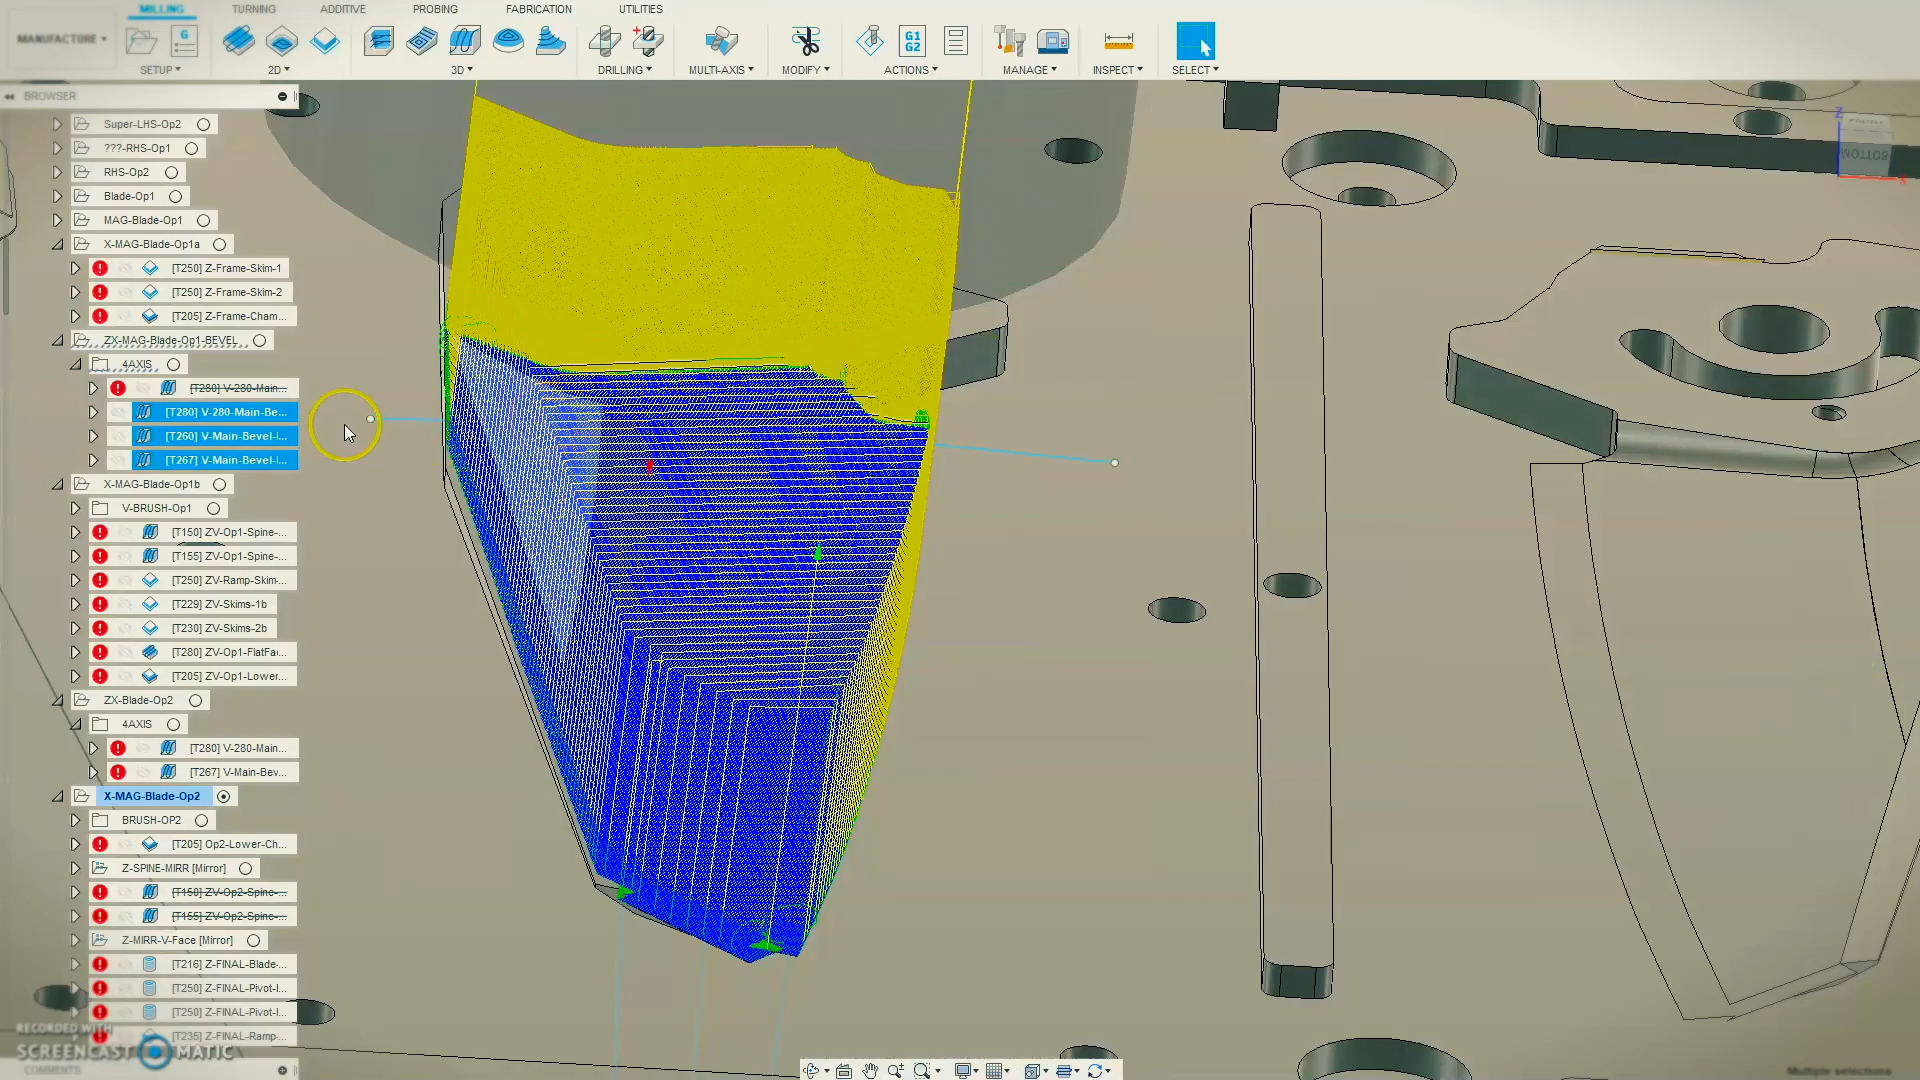 MILLING TURNING ADDITIVE PROBING FABRICATION UTILITIES
MANUFACTURE
G
G1
G2
SETUP 2D 3D DRILLING MULTI-AXIS MODIFY ACTIONS MANAGE INSPECT SELECT
BROWSER
Super-LHS-Op2
???-RHS-Op1
RHS-Op2
Blade-Op1
MAG-Blade-Op1
X-MAG-Blade-Op1a
[T250] Z-Frame-Skim-1
[T250] Z-Frame-Skim-2
[T205] Z-Frame-Cham...
ZX-MAG-Blade-Op1-BEVEL
4AXIS
[T280] V-280-Main...
[T280] V-280-Main-Be...
[T260] V-Main-Bevel-I...
[T267] V-Main-Bevel-I...
X-MAG-Blade-Op1b
V-BRUSH-Op1
[T150] ZV-Op1-Spine-...
[T155] ZV-Op1-Spine-...
[T250] ZV-Ramp-Skim-...
[T229] ZV-Skims-1b
[T230] ZV-Skims-2b
[T280] ZV-Op1-FlatFa...
[T205] ZV-Op1-Lower...
ZX-Blade-Op2
4AXIS
[T280] V-280-Main...
[T267] V-Main-Bev...
X-MAG-Blade-Op2
BRUSH-OP2
[T205] Op2-Lower-Ch...
Z-SPINE-MIRR [Mirror]
[T150] ZV-Op2-Spine-...
[T155] ZV-Op2-Spine-...
Z-MIRR-V-Face [Mirror]
[T216] Z-FINAL-Blade-...
[T250] Z-FINAL-Pivot-I...
[T250] Z-FINAL-Pivot-I...
[T235] Z-FINAL-Ramp-...
RECORDED WITH
SCREENCAST MATIC
COMMENTS
Z
FRONT
BOTTOM
X
Multiple selections